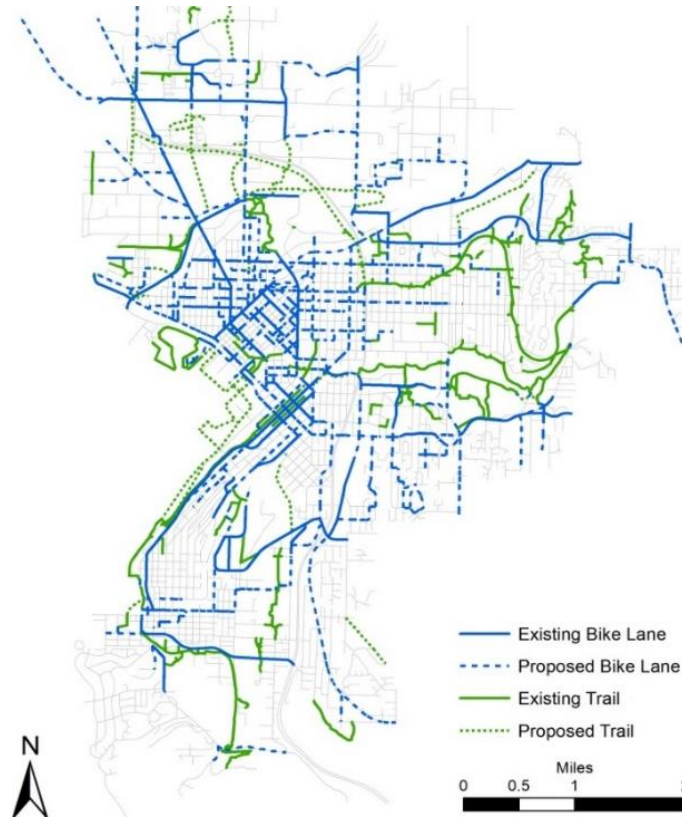 Existing Bike Lane
Proposed Bike Lane
Existing Trail
Proposed Trail
N
Miles
0 0.5 1